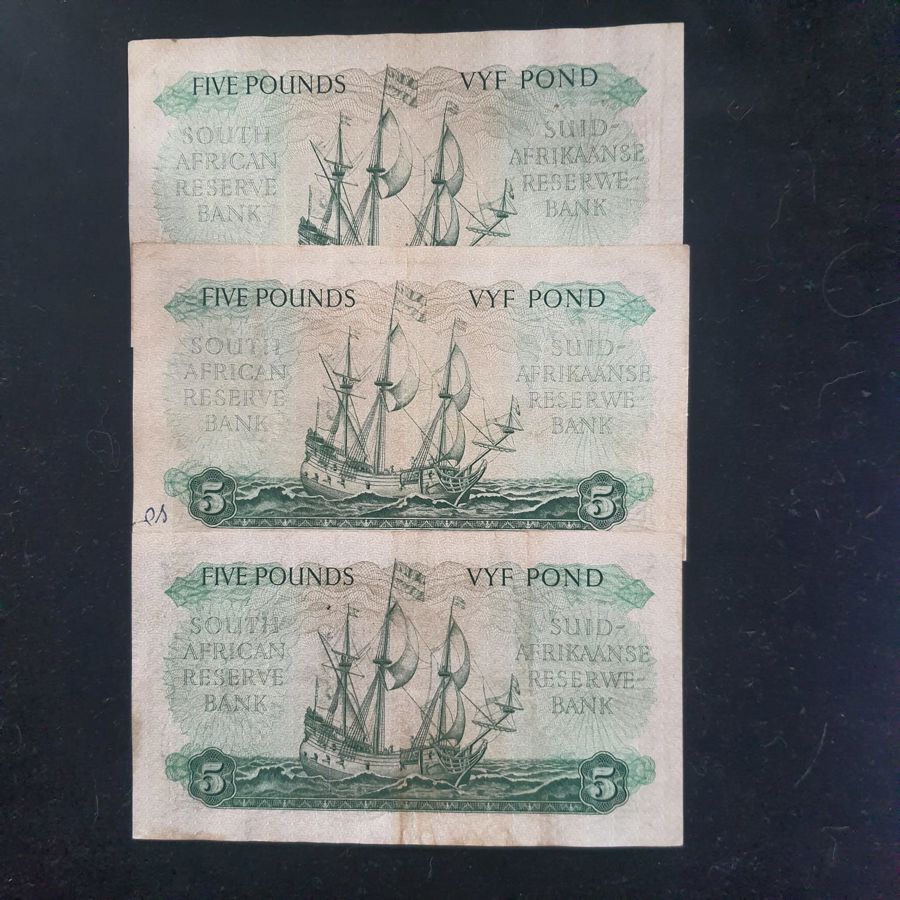 FIVE POUNDS VYF POND
SOUTH
AFRICAN
RESERVE
BANK
SUID-
AFRIKAANSE
RESERWE-
BANK
FIVE POUNDS VYF POND
SOUTH
AFRICAN
RESERVE
BANK
SUID-
AFRIKAANSE
RESERWE-
BANK
5 5
FIVE POUNDS VYF POND
SOUTH
AFRICAN
RESERVE
BANK
SUID-
AFRIKAANSE
RESERWE-
BANK
5 5